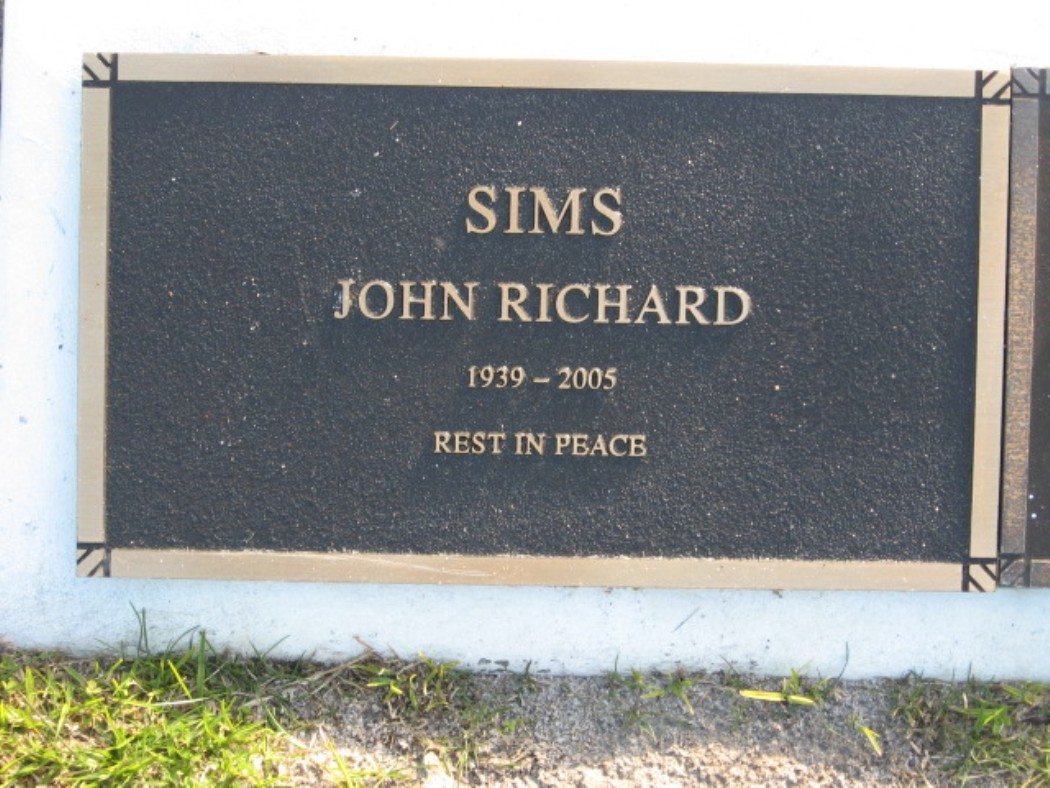 SIMS
JOHN RICHARD
1939 – 2005
REST IN PEACE